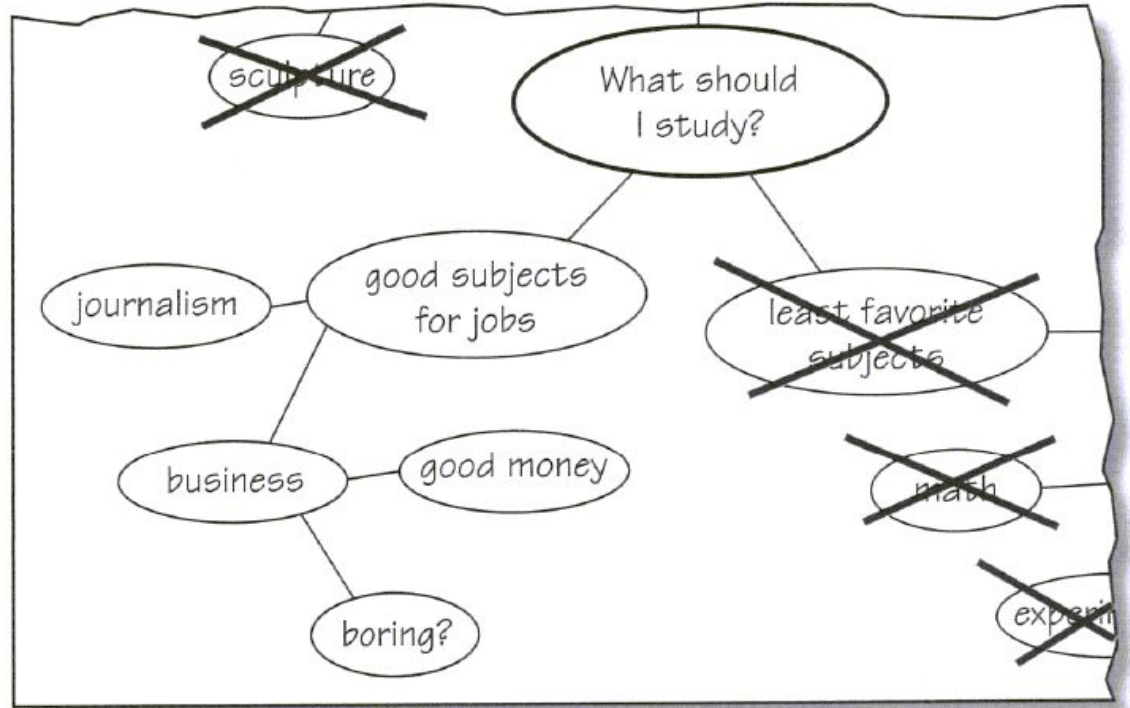 sculpture
What should
I study?
good subjects
for jobs
journalism
least favorite
subjects
business
good money
math
boring?